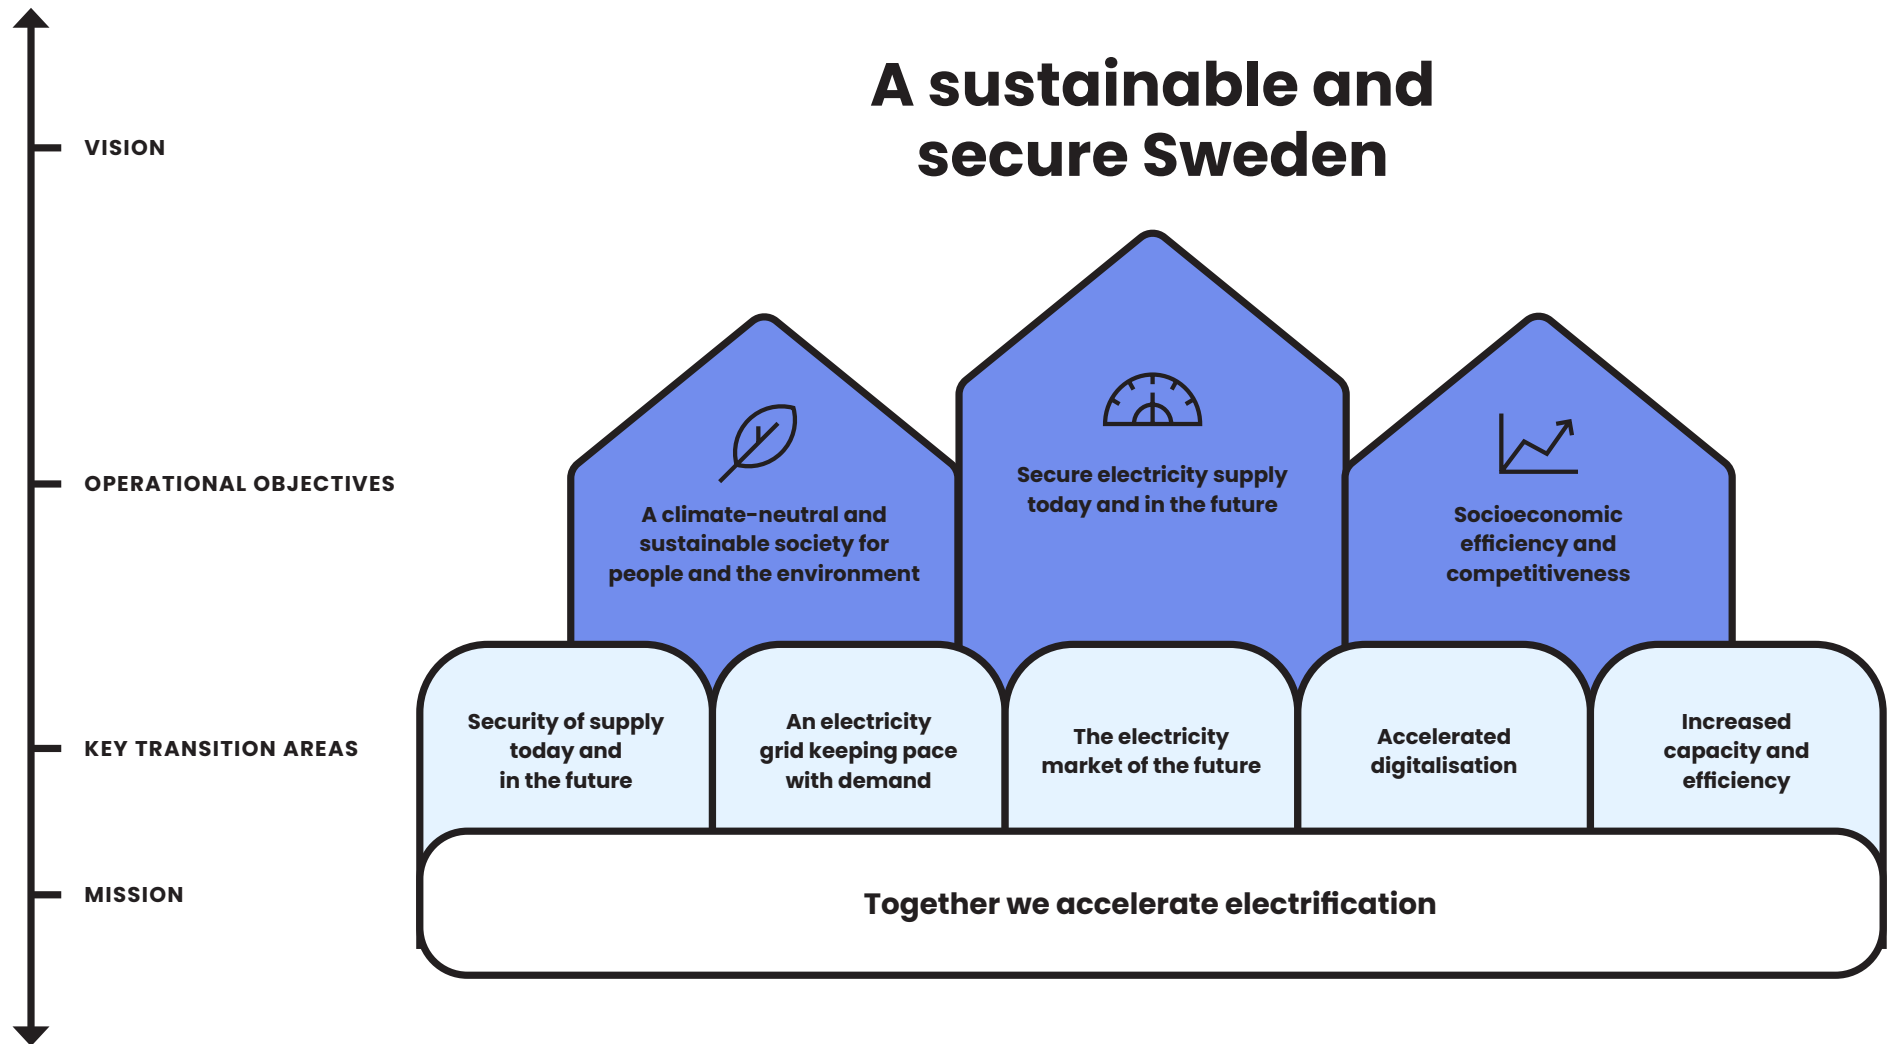 VISION
A sustainable and
secure Sweden
OPERATIONAL OBJECTIVES
A climate-neutral and
sustainable society for
people and the environment
Secure electricity supply
today and in the future
Socioeconomic
efficiency and
competitiveness
KEY TRANSITION AREAS
Security of supply
today and
in the future
An electricity
grid keeping pace
with demand
The electricity
market of the future
Accelerated
digitalisation
Increased
capacity and
efficiency
MISSION
Together we accelerate electrification